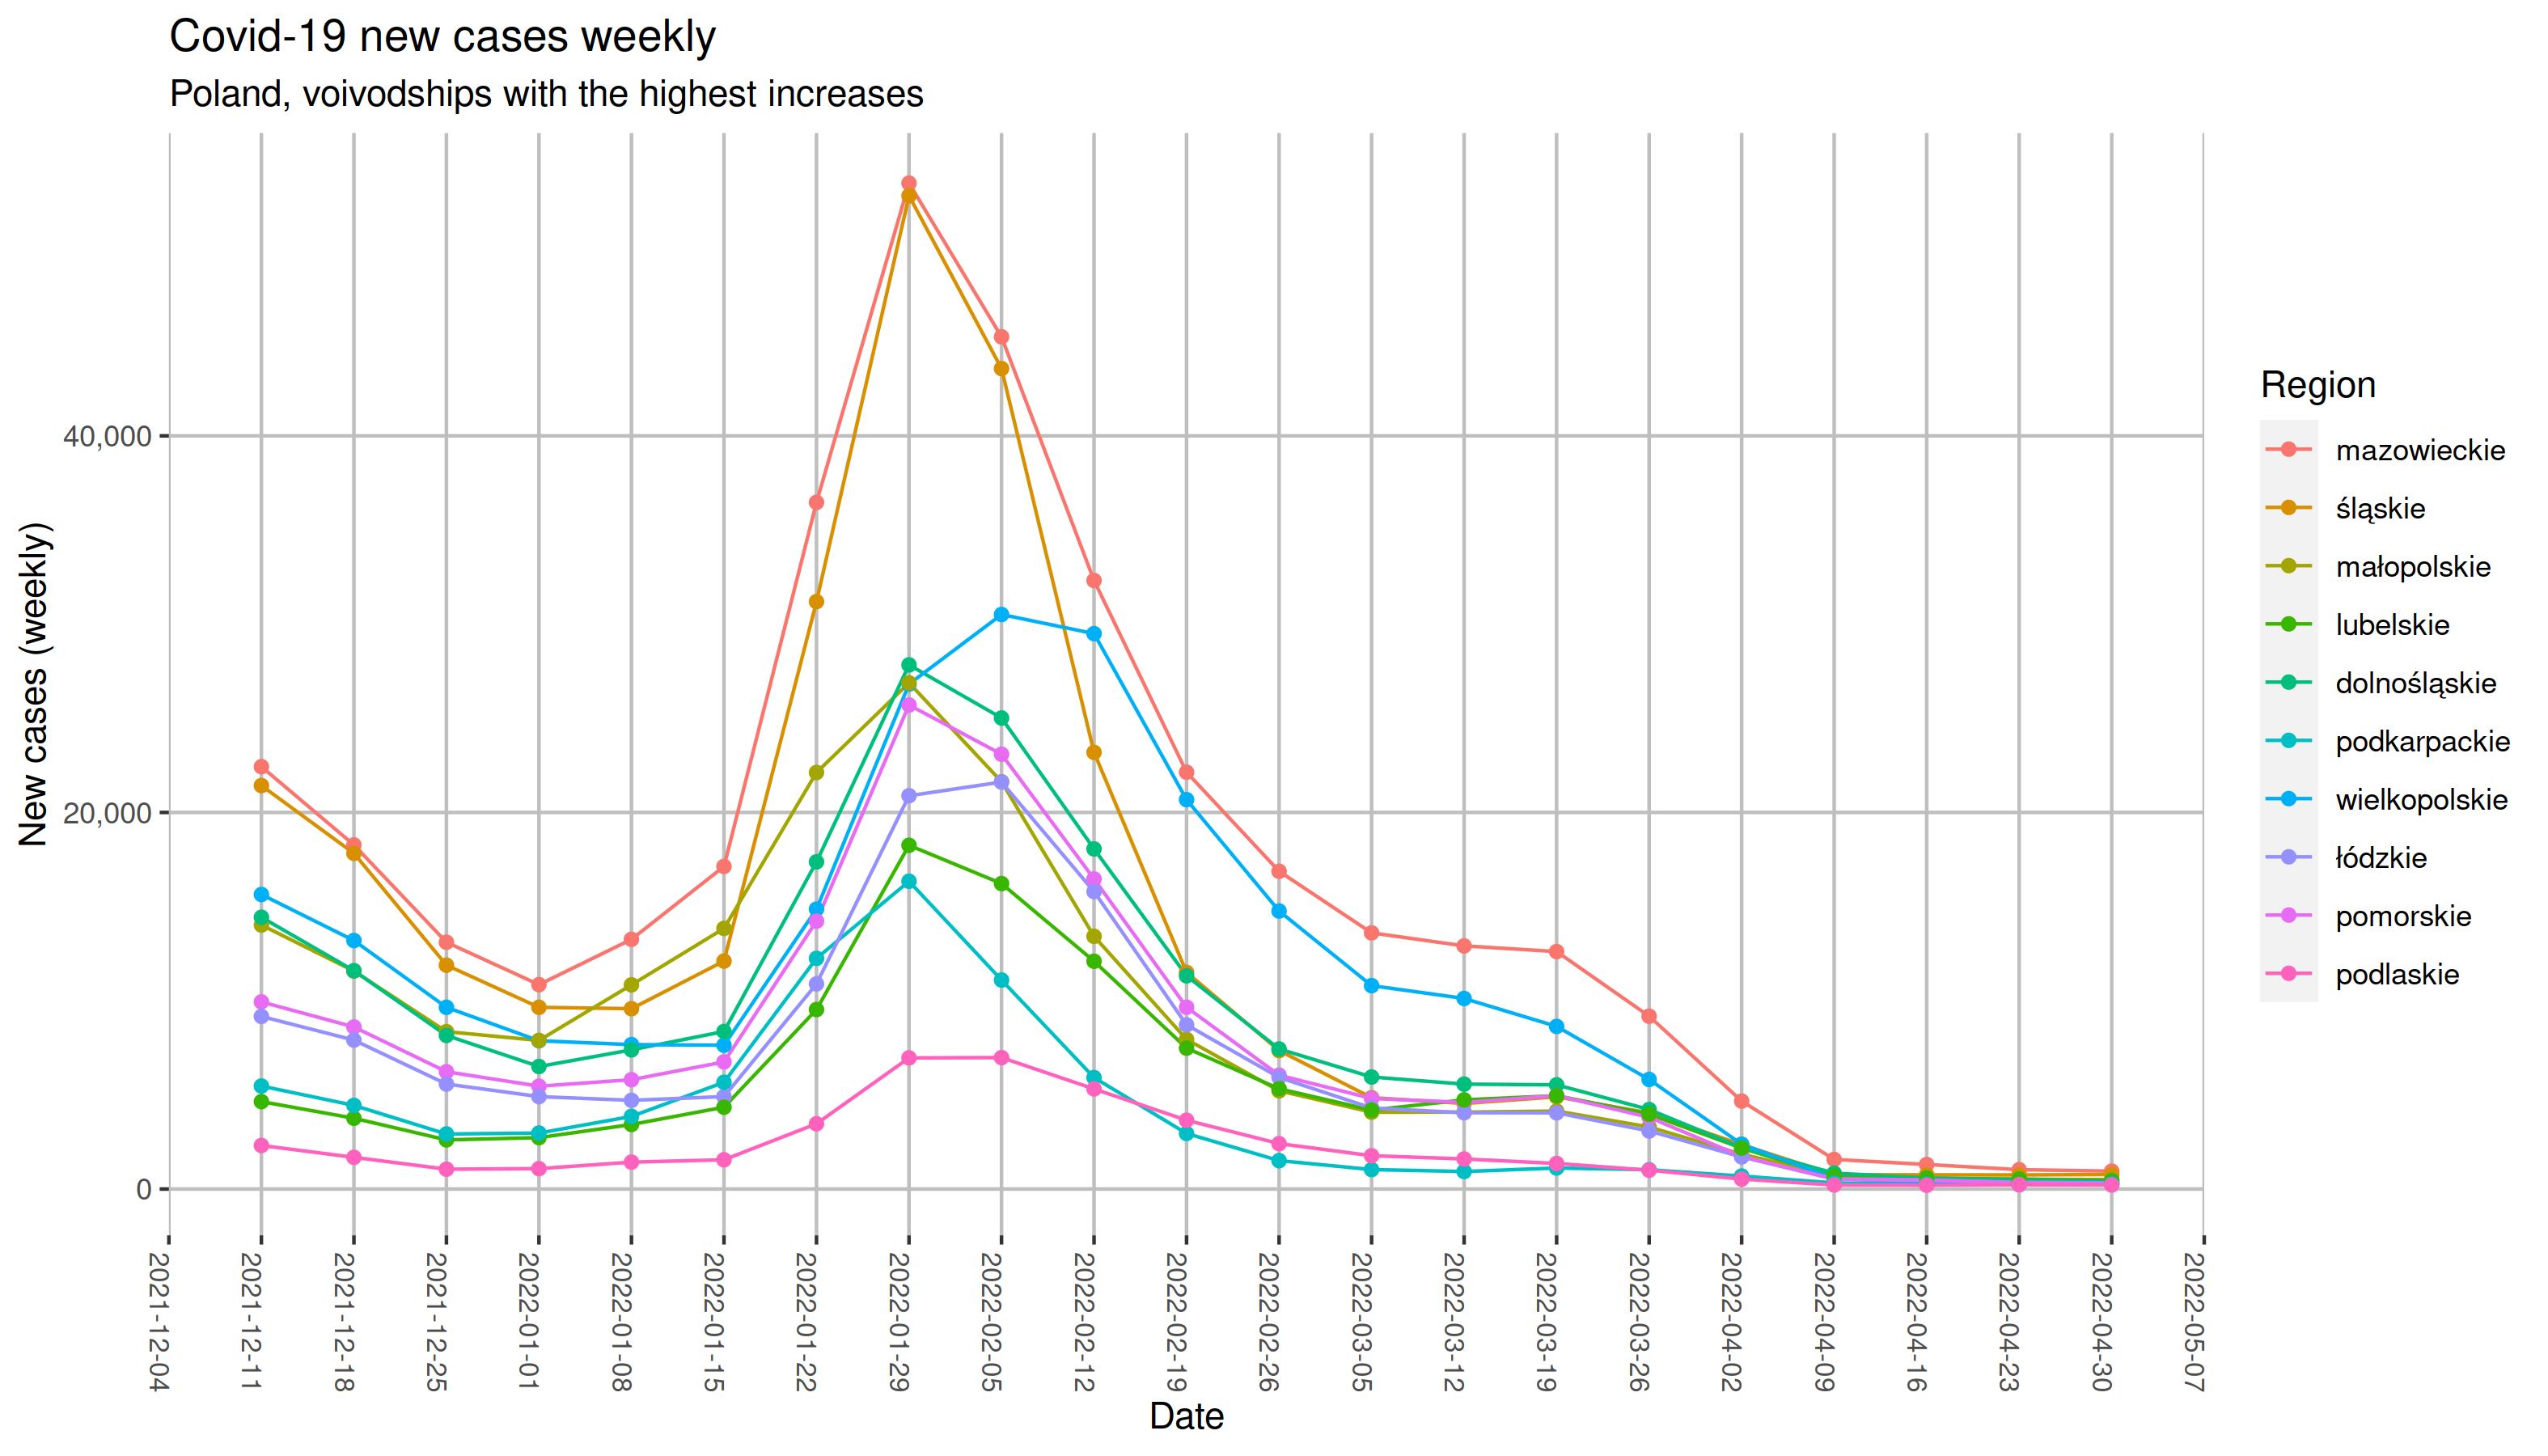 Covid-19 new cases weekly
Poland, voivodships with the highest increases
New cases (weekly)
40,000
20,000
0
2021-12-04
2021-12-11
2021-12-18
2021-12-25
2022-01-01
2022-01-08
2022-01-15
2022-01-22
2022-01-29
2022-02-05
2022-02-12
2022-02-19
2022-02-26
2022-03-05
2022-03-12
2022-03-19
2022-03-26
2022-04-02
2022-04-09
2022-04-16
2022-04-23
2022-04-30
2022-05-07
Date
Region
mazowieckie
śląskie
małopolskie
lubelskie
dolnośląskie
podkarpackie
wielkopolskie
łódzkie
pomorskie
podlaskie